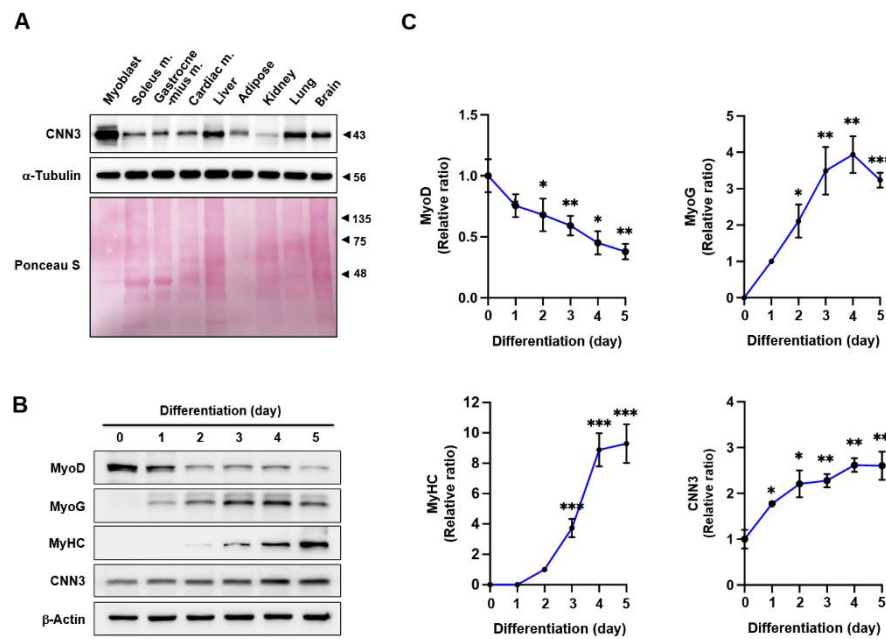 A
Myoblast
Soleus m.
Gastrocne
-mius m.
Cardiac m.
Liver
Adipose
Kidney
Lung
Brain
CNN3
43
α-Tubulin
56
Ponceau S
135
75
48
B
Differentiation (day)
0 1 2 3 4 5
MyoD
MyoG
MyHC
CNN3
β-Actin
C
MyoD
(Relative ratio)
1.5
1.0
0.5
0.0
* ** * **
0 1 2 3 4 5
Differentiation (day)
MyoG
(Relative ratio)
5
4
3
2
1
0
* ** ** ***
0 1 2 3 4 5
Differentiation (day)
MyHC
(Relative ratio)
12
10
8
6
4
2
0
*** *** ***
0 1 2 3 4 5
Differentiation (day)
CNN3
(Relative ratio)
4
3
2
1
0
* * ** ** **
0 1 2 3 4 5
Differentiation (day)